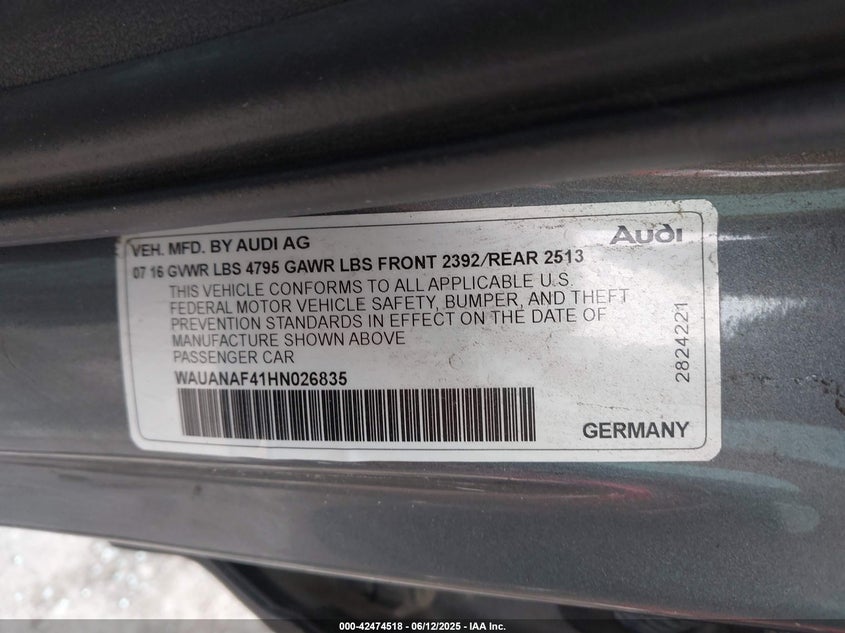 VEH. MFD. BY AUDI AG
Audi
07 16 GVWR LBS 4795 GAWR LBS FRONT 2392/REAR 2513
THIS VEHICLE CONFORMS TO ALL APPLICABLE U.S.
FEDERAL MOTOR VEHICLE SAFETY, BUMPER, AND THEFT
PREVENTION STANDARDS IN EFFECT ON THE DATE OF
MANUFACTURE SHOWN ABOVE
PASSENGER CAR
WAUANAF41HN026835
2824221
GERMANY
000-42474518 - 06/12/2025 - IAA Inc.